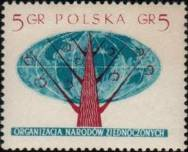 5 GR POLSKA GR 5
ORGANIZACJA NARODÓW ZJEDNOCZONYCH